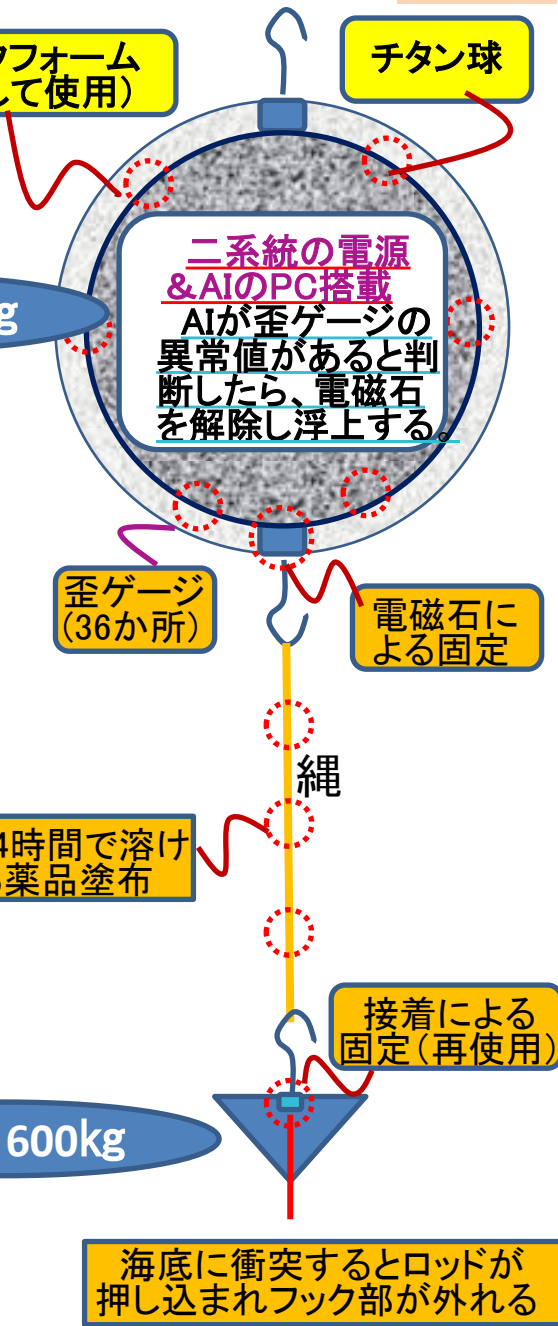 クフォーム
して使用）
チタン球
二系統の電源
&AIのPC搭載
AIが歪ゲージの
異常値があると判
断したら、電磁石
を解除し浮上する。
g
歪ゲージ
(36か所)
電磁石に
よる固定
縄
4時間で溶け
る薬品塗布
接着による
固定(再使用)
600kg
海底に衝突するとロッドが
押し込まれフック部が外れる